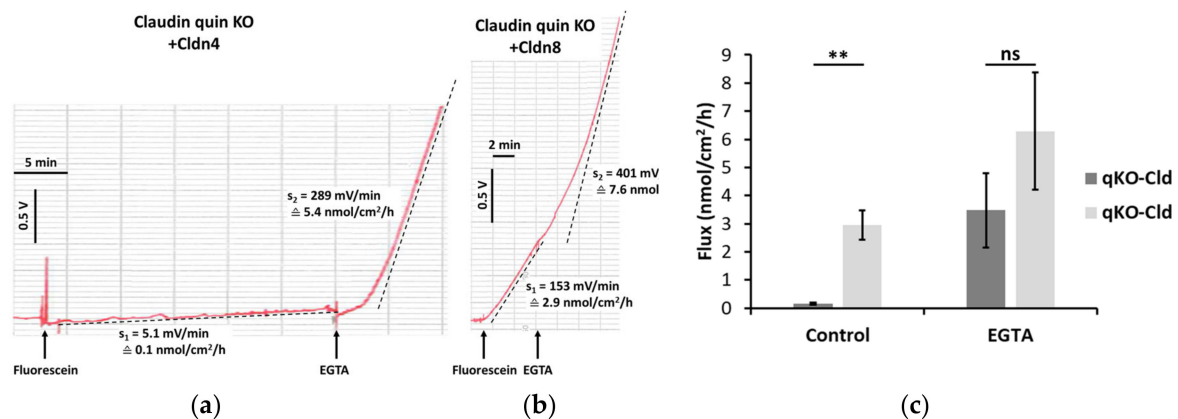 Claudin quin KO
+Cldn4
5 min
0.5 V
s₂ = 289 mV/min
≙ 5.4 nmol/cm²/h
s₁ = 5.1 mV/min
≙ 0.1 nmol/cm²/h
Fluorescein
EGTA
(a)
Claudin quin KO
+Cldn8
2 min
0.5 V
s₂ = 401 mV
≙ 7.6 nmol
s₁ = 153 mV/min
≙ 2.9 nmol/cm²/h
Fluorescein EGTA
(b)
Flux (nmol/cm²/h)
9
8
7
6
5
4
3
2
1
0
**
ns
qKO-Cld
qKO-Cld
Control
EGTA
(c)